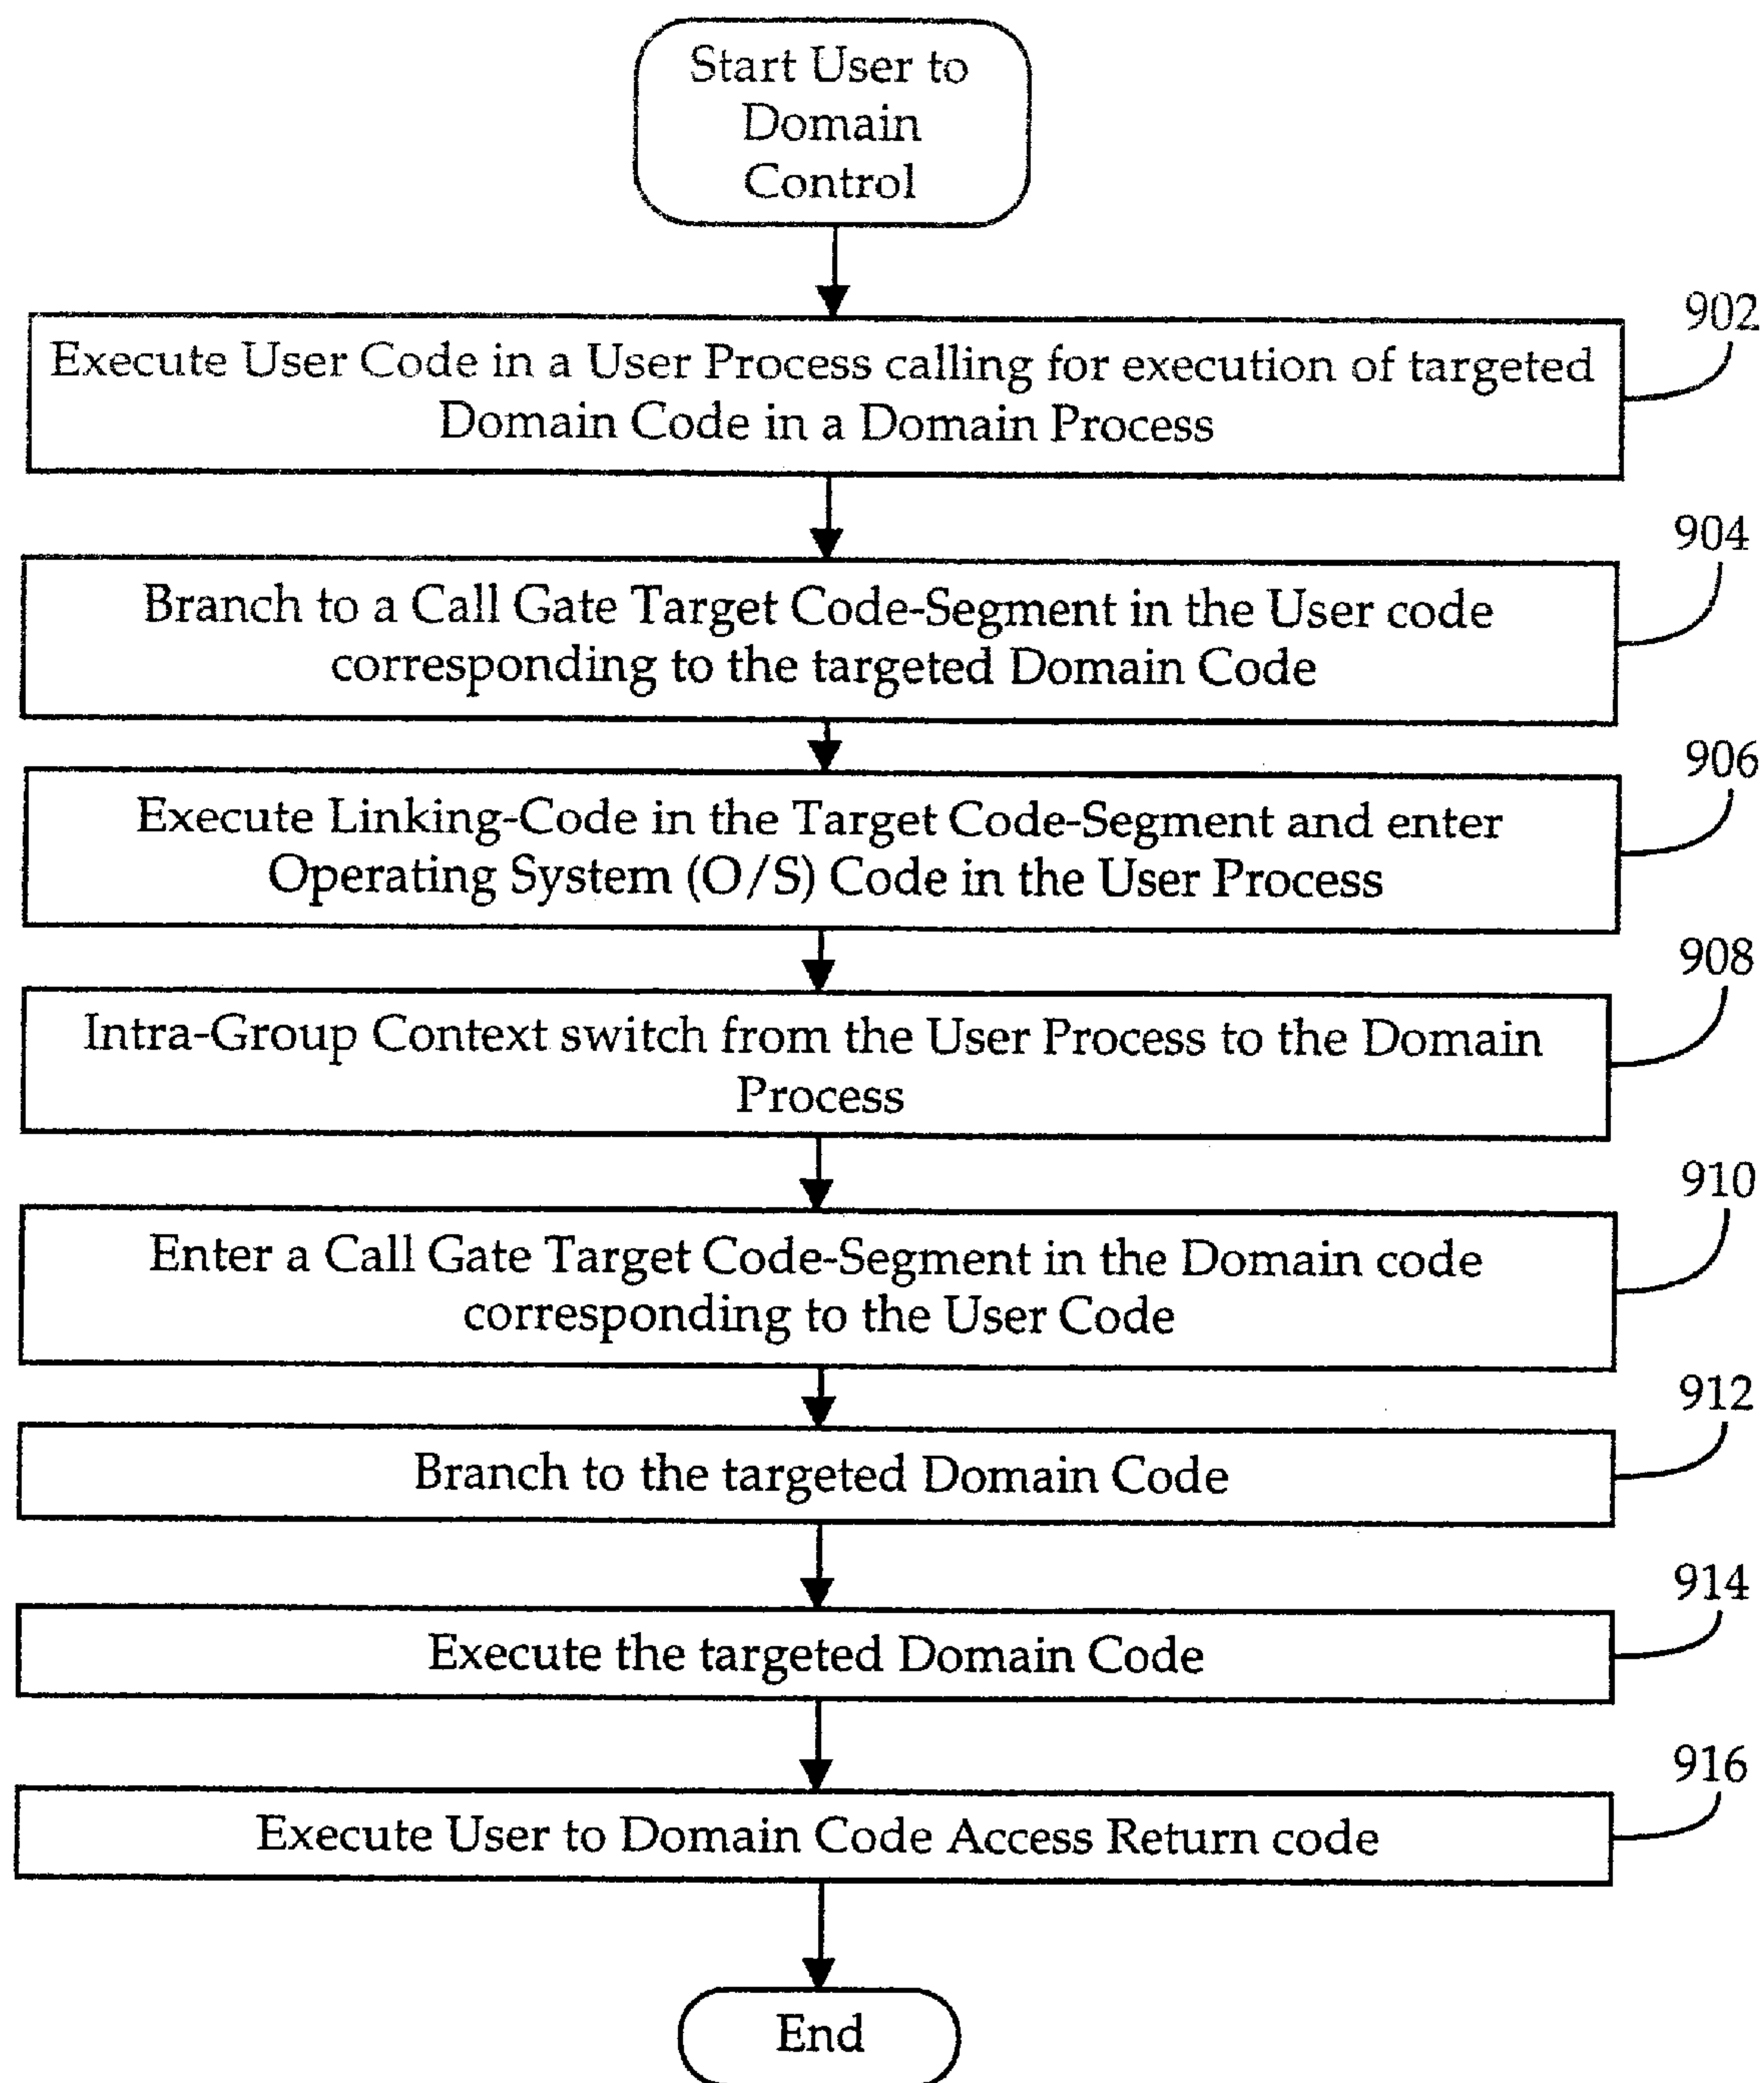 Start User to
Domain
Control
902
Execute User Code in a User Process calling for execution of targeted
Domain Code in a Domain Process
904
Branch to a Call Gate Target Code-Segment in the User code
corresponding to the targeted Domain Code
906
Execute Linking-Code in the Target Code-Segment and enter
Operating System (O/S) Code in the User Process
908
Intra-Group Context switch from the User Process to the Domain
Process
910
Enter a Call Gate Target Code-Segment in the Domain code
corresponding to the User Code
912
Branch to the targeted Domain Code
914
Execute the targeted Domain Code
916
Execute User to Domain Code Access Return code
End